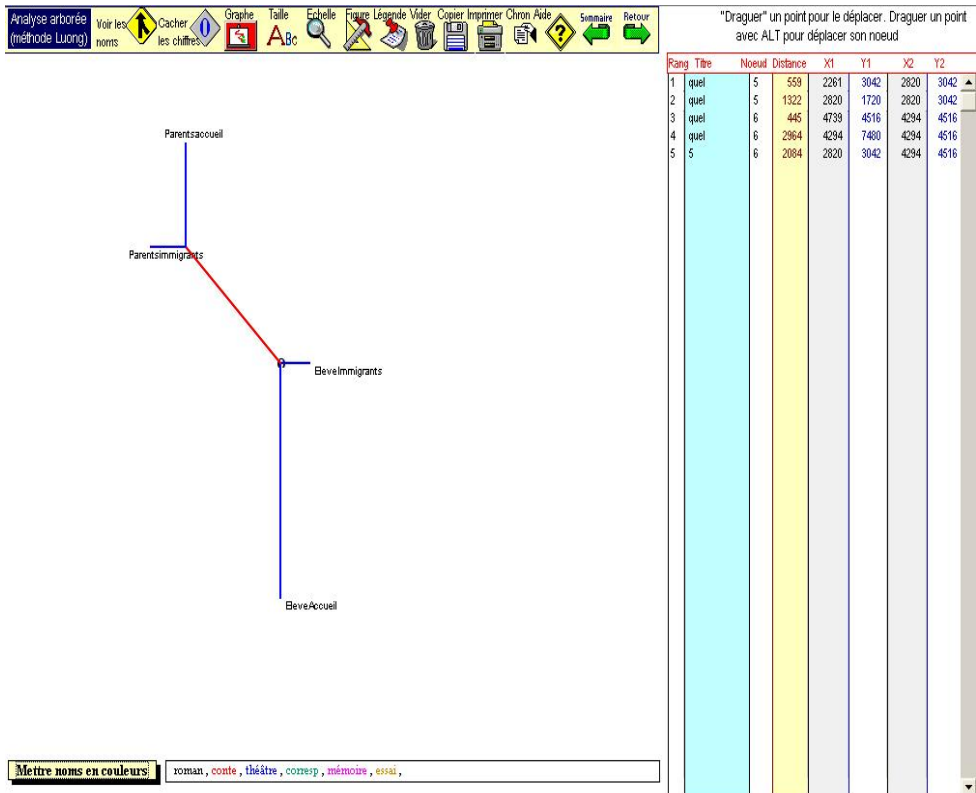 Analyse arborée
(méthode Luong)
Voir les
noms
Cacher
les chiffres
0
Graphe
Taille
ABc
Echelle
Figure
Légende
Vider
Copier
Imprimer
Chron
Aide
?
Sommaire
Retour
"Draguer" un point pour le déplacer. Draguer un point
avec ALT pour déplacer son noeud
Rang Titre Noeud Distance X1 Y1 X2 Y2
1 quel 5 559 2261 3042 2820 3042
2 quel 5 1322 2820 1720 2820 3042
3 quel 6 445 4739 4516 4294 4516
4 quel 6 2964 4294 7480 4294 4516
5 5 6 2084 2820 3042 4294 4516
Parentsaccueil
Parentsimmigrants
EleveImmigrants
EleveAccueil
Mettre noms en couleurs
roman , conte , théâtre , corresp , mémoire , essai ,